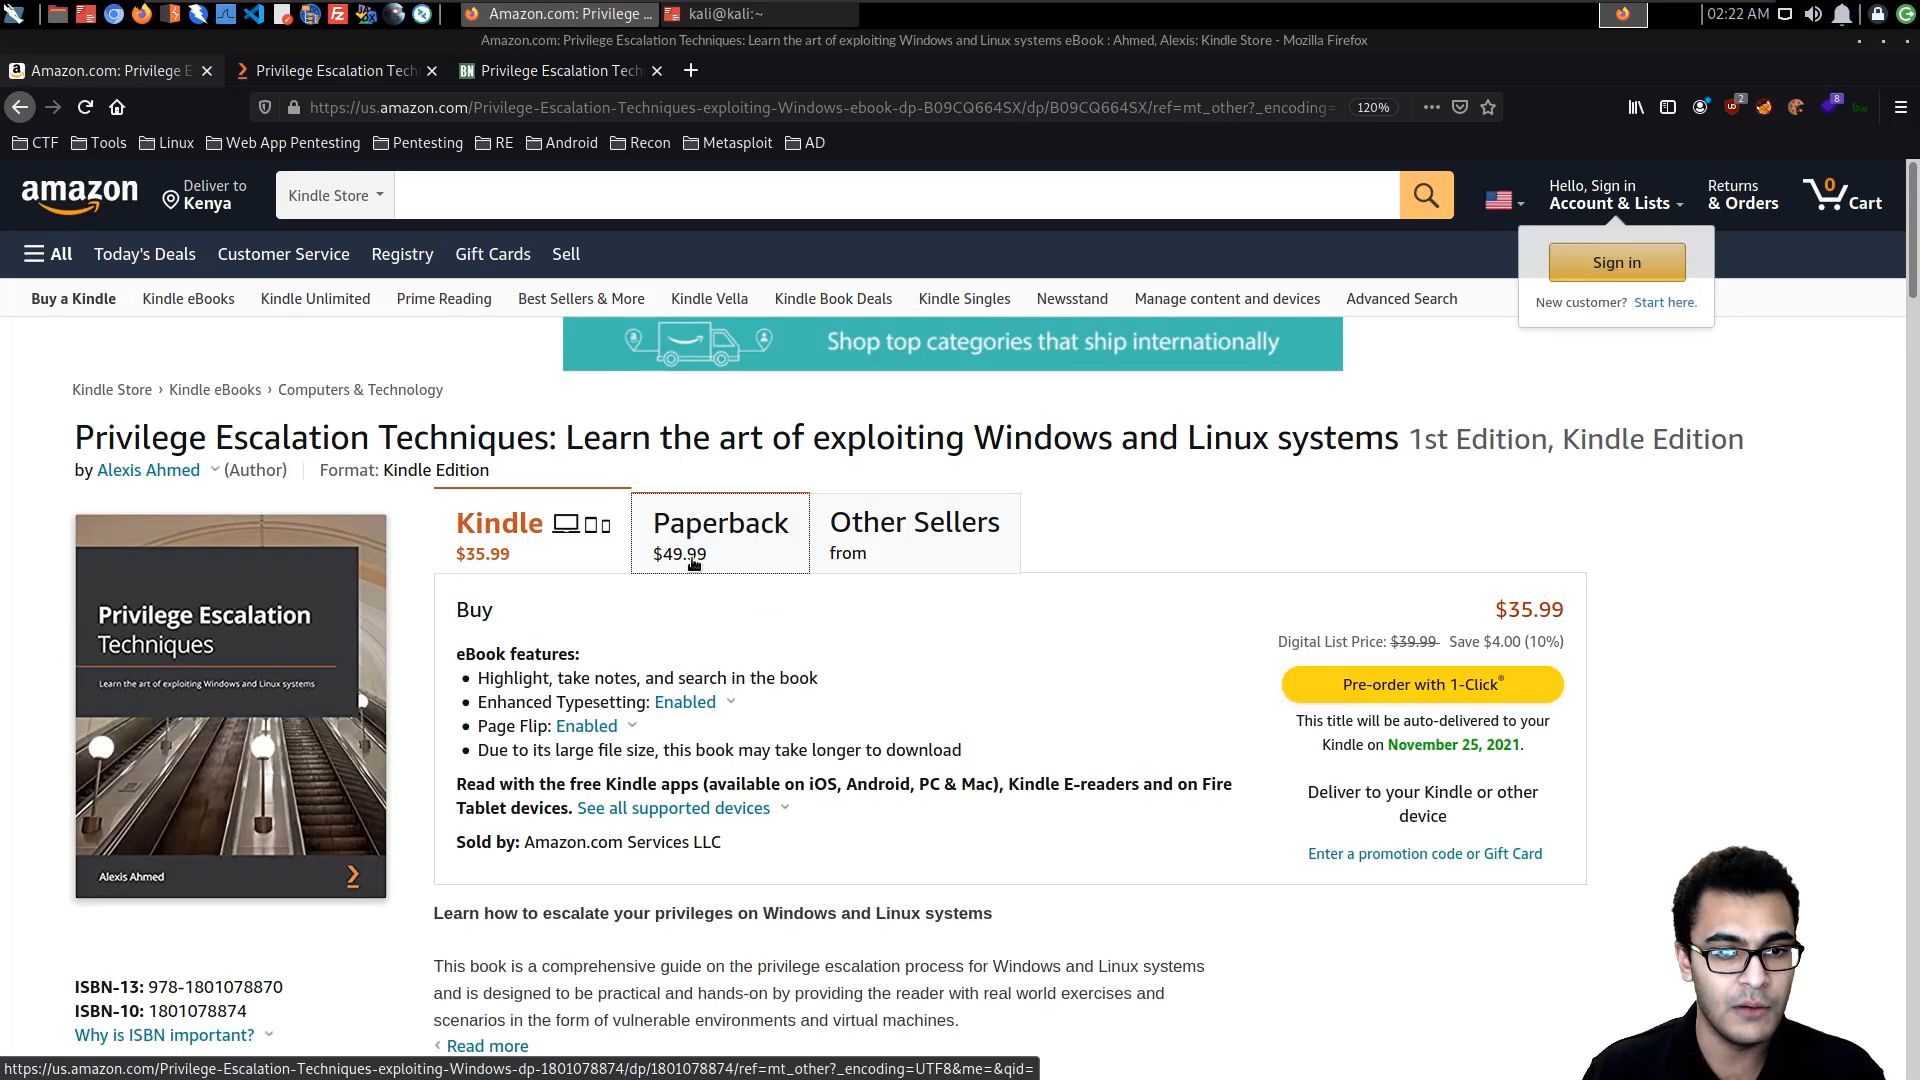 Amazon.com: Privilege ...
kali@kali:~
02:22 AM
Amazon.com: Privilege Escalation Techniques: Learn the art of exploiting Windows and Linux systems eBook : Ahmed, Alexis: Kindle Store - Mozilla Firefox
Amazon.com: Privilege E
Privilege Escalation Tech
BN Privilege Escalation Tech
https://us.amazon.com/Privilege-Escalation-Techniques-exploiting-Windows-ebook-dp-B09CQ664SX/dp/B09CQ664SX/ref=mt_other?_encoding=
120%
2
8
CTF Tools Linux Web App Pentesting Pentesting RE Android Recon Metasploit AD
amazon
Deliver to
Kenya
Kindle Store
Hello, Sign in
Account & Lists
Returns
& Orders
0
Cart
All Today's Deals Customer Service Registry Gift Cards Sell
Sign in
New customer? Start here.
Buy a Kindle Kindle eBooks Kindle Unlimited Prime Reading Best Sellers & More Kindle Vella Kindle Book Deals Kindle Singles Newsstand Manage content and devices Advanced Search
Shop top categories that ship internationally
Kindle Store › Kindle eBooks › Computers & Technology
Privilege Escalation Techniques: Learn the art of exploiting Windows and Linux systems 1st Edition, Kindle Edition
by Alexis Ahmed (Author) Format: Kindle Edition
Kindle
$35.99
Paperback
$49.99
Other Sellers
from
Privilege Escalation
Techniques
Learn the art of exploiting Windows and Linux systems
Alexis Ahmed
Buy
$35.99
Digital List Price: $39.99 Save $4.00 (10%)
eBook features:
• Highlight, take notes, and search in the book
• Enhanced Typesetting: Enabled
• Page Flip: Enabled
• Due to its large file size, this book may take longer to download
Pre-order with 1-Click®
This title will be auto-delivered to your
Kindle on November 25, 2021.
Read with the free Kindle apps (available on iOS, Android, PC & Mac), Kindle E-readers and on Fire
Tablet devices. See all supported devices
Deliver to your Kindle or other
device
Sold by: Amazon.com Services LLC
Enter a promotion code or Gift Card
Learn how to escalate your privileges on Windows and Linux systems
This book is a comprehensive guide on the privilege escalation process for Windows and Linux systems
and is designed to be practical and hands-on by providing the reader with real world exercises and
scenarios in the form of vulnerable environments and virtual machines.
‹ Read more
ISBN-13: 978-1801078870
ISBN-10: 1801078874
Why is ISBN important?
https://us.amazon.com/Privilege-Escalation-Techniques-exploiting-Windows-dp-1801078874/dp/1801078874/ref=mt_other?_encoding=UTF8&me=&qid=